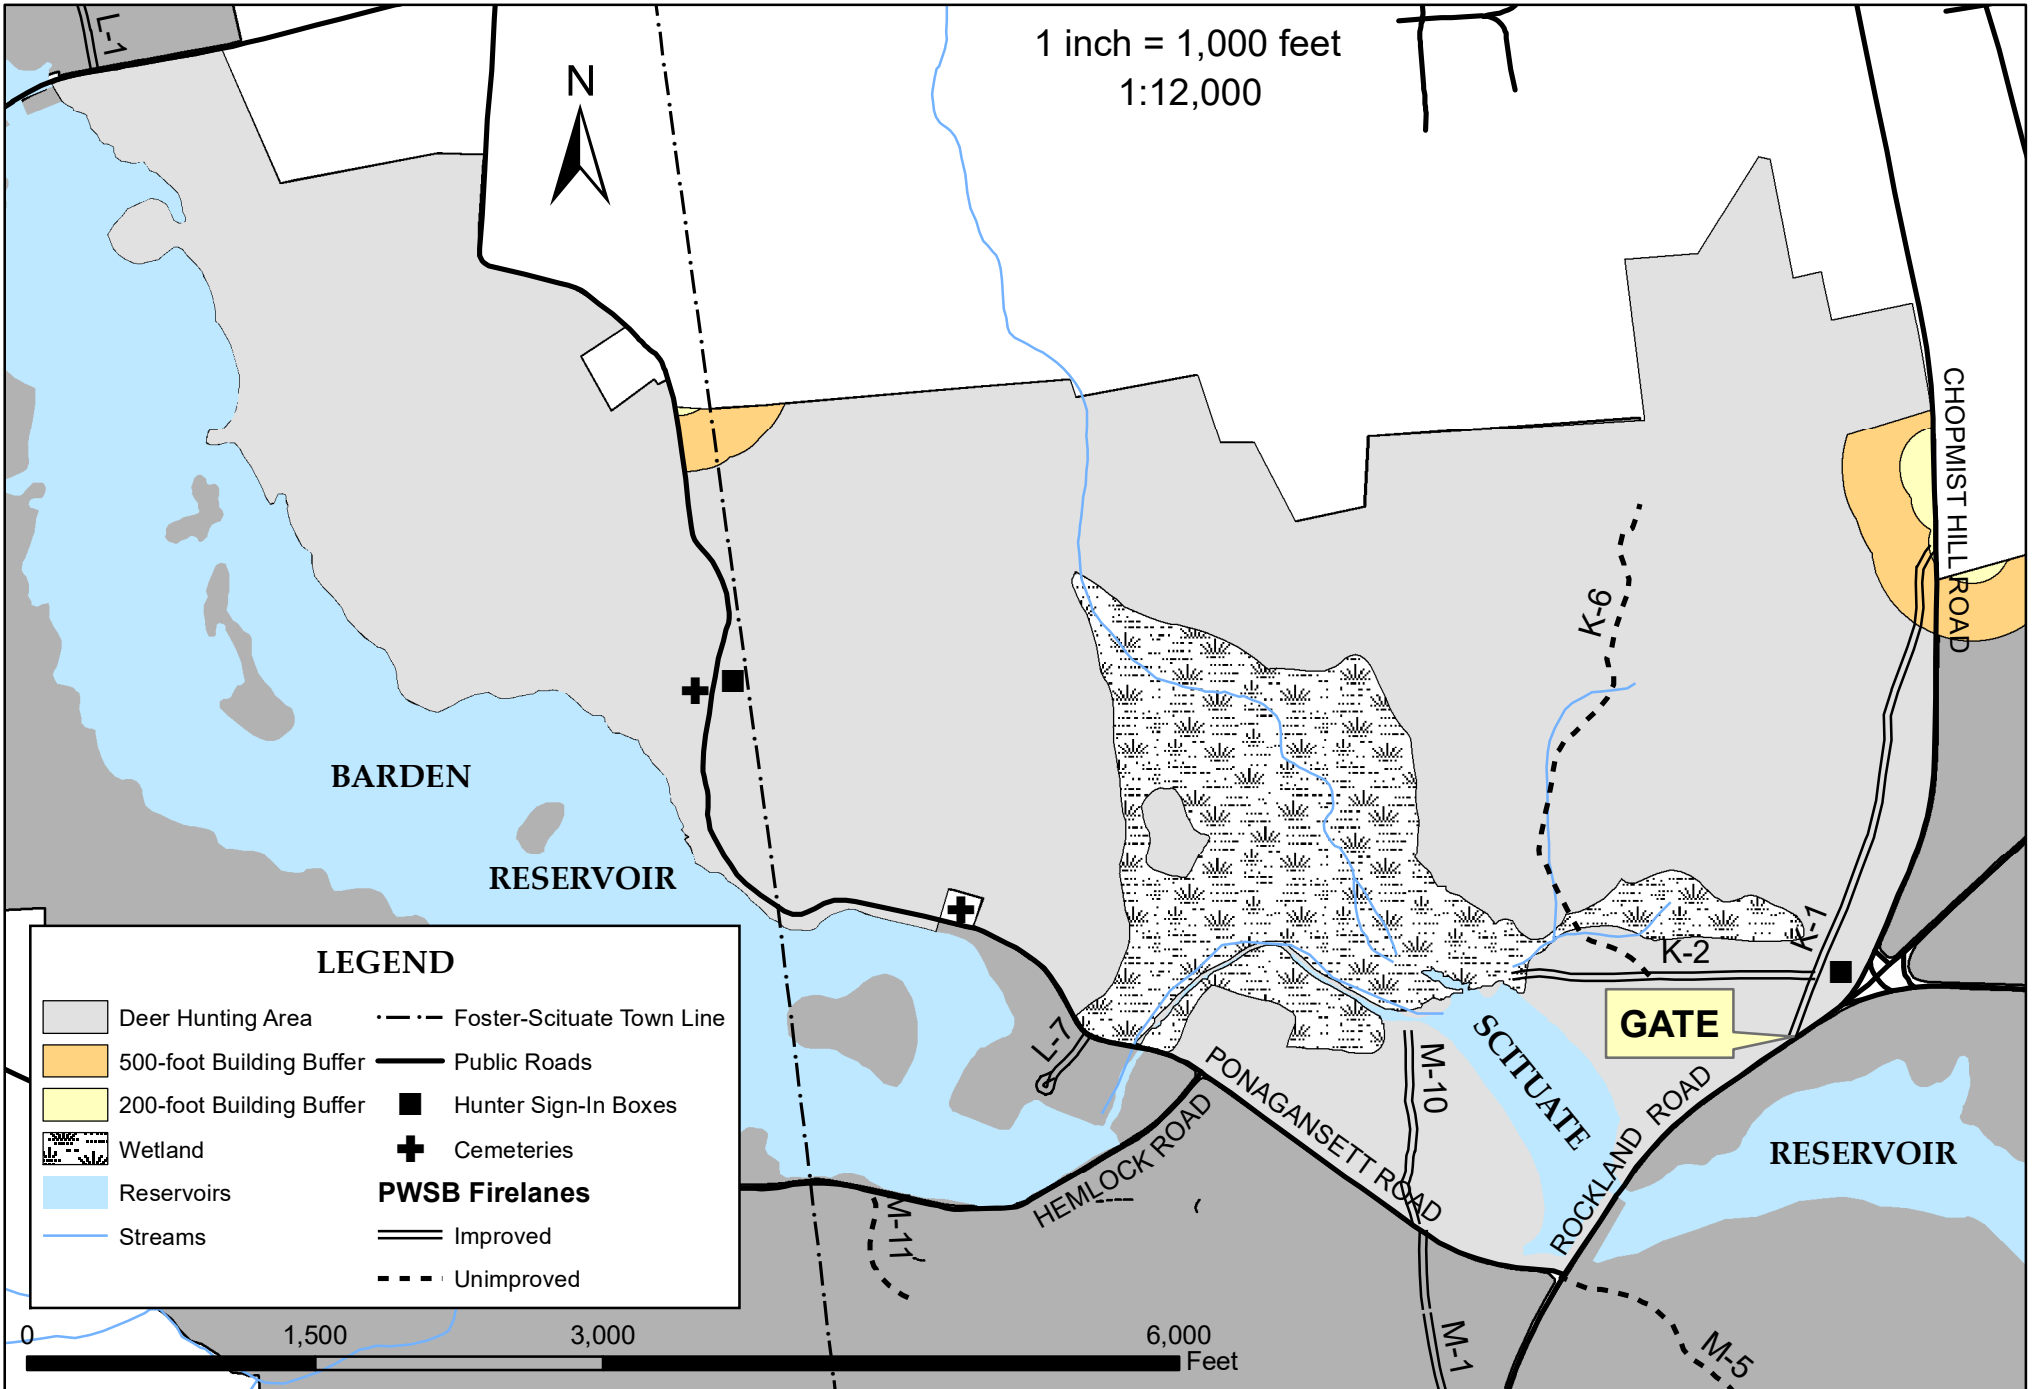 L-1
1 inch = 1,000 feet
1:12,000
N
CHOPMIST HILL ROAD
K-6
BARDEN
RESERVOIR
K-1
K-2
GATE
L-7
M-10
SCITUATE
PONAGANSETT ROAD
HEMLOCK ROAD
ROCKLAND ROAD
RESERVOIR
M-11
M-1
M-5
LEGEND
Deer Hunting Area
500-foot Building Buffer
200-foot Building Buffer
Wetland
Reservoirs
Streams
Foster-Scituate Town Line
Public Roads
Hunter Sign-In Boxes
Cemeteries
PWSB Firelanes
Improved
Unimproved
0 1,500 3,000 6,000
Feet